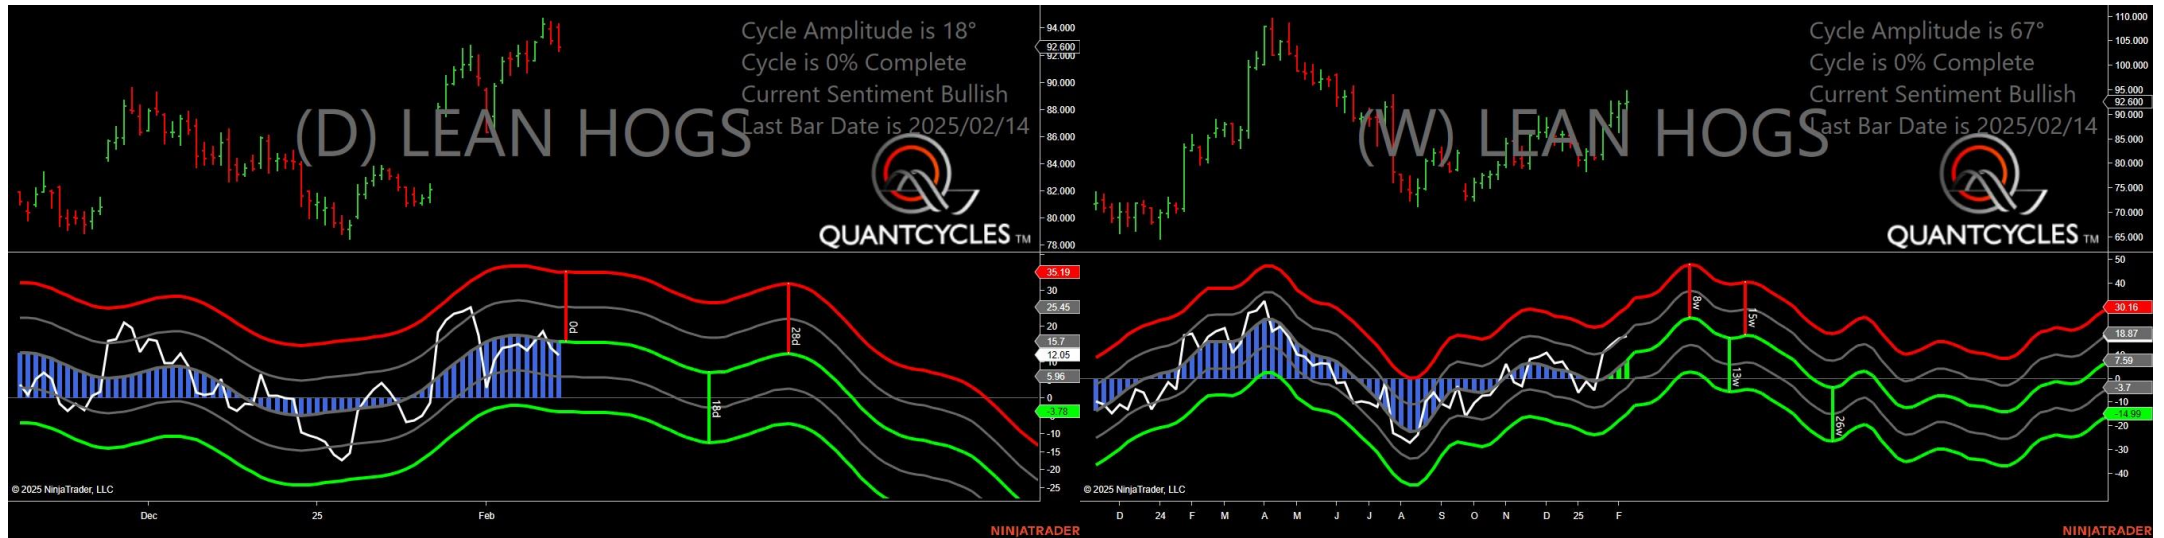 Cycle Amplitude is 18°
Cycle is 0% Complete
Current Sentiment Bullish
Last Bar Date is 2025/02/14
(D) LEAN HOGS
QUANTCYCLES TM
94.000
92.600
92.000
90.000
88.000
86.000
84.000
82.000
80.000
78.000
35.19
30
25.45
20
15.7
12.05
5.96
0
-3.78
-10
-15
-20
-25
0d
18d
28d
© 2025 NinjaTrader, LLC
Dec
25
Feb
NINJATRADER
Cycle Amplitude is 67°
Cycle is 0% Complete
Current Sentiment Bullish
Last Bar Date is 2025/02/14
(W) LEAN HOGS
QUANTCYCLES TM
110.000
105.000
100.000
95.000
92.600
90.000
85.000
80.000
75.000
70.000
65.000
50
40
30.16
18.87
7.59
0
-3.7
-10
-14.99
-20
-30
-40
8w
15w
13w
26w
© 2025 NinjaTrader, LLC
D
24
F
M
A
M
J
J
A
S
O
N
D
25
F
NINJATRADER